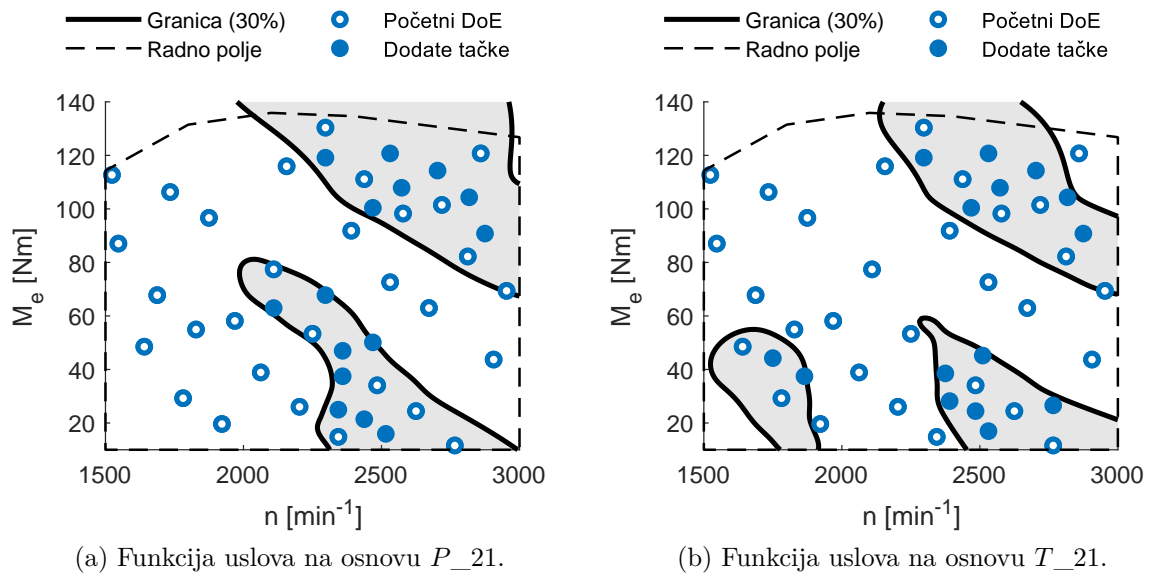 Granica (30%)
Početni DoE
Radno polje
Dodate tačke
140
120
100
80
60
40
20
M_e [Nm]
1500
2000
2500
3000
n [min⁻¹]
(a) Funkcija uslova na osnovu P_21.
Granica (30%)
Početni DoE
Radno polje
Dodate tačke
140
120
100
80
60
40
20
M_e [Nm]
1500
2000
2500
3000
n [min⁻¹]
(b) Funkcija uslova na osnovu T_21.